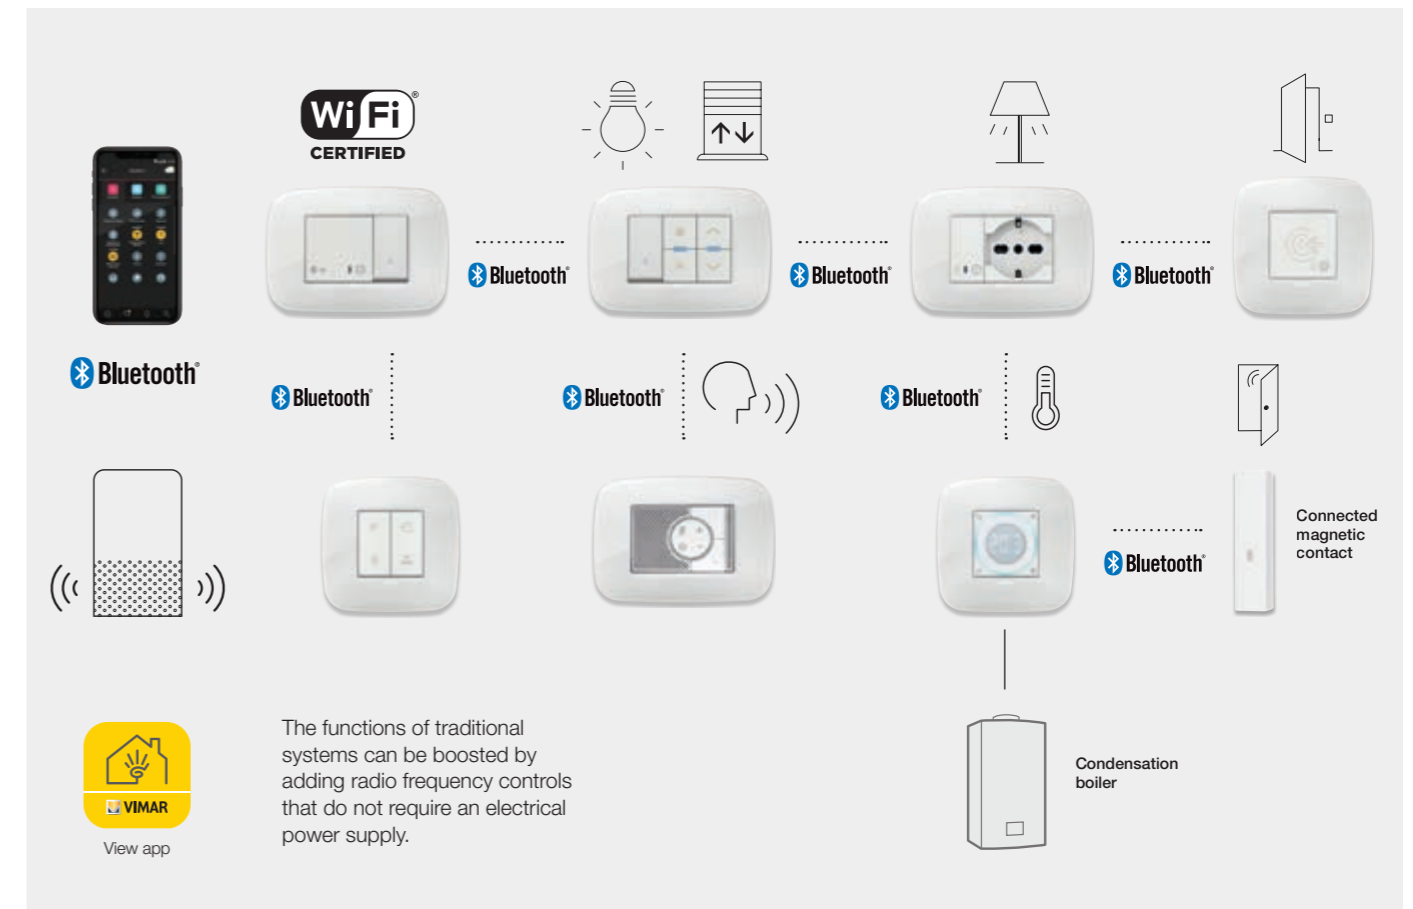 WiFi®
CERTIFIED
Bluetooth®
Bluetooth®
Bluetooth®
Bluetooth®
Bluetooth®
Bluetooth®
Bluetooth®
Connected
magnetic
contact
Bluetooth®
VIMAR
View app
The functions of traditional
systems can be boosted by
adding radio frequency controls
that do not require an electrical
power supply.
Condensation
boiler